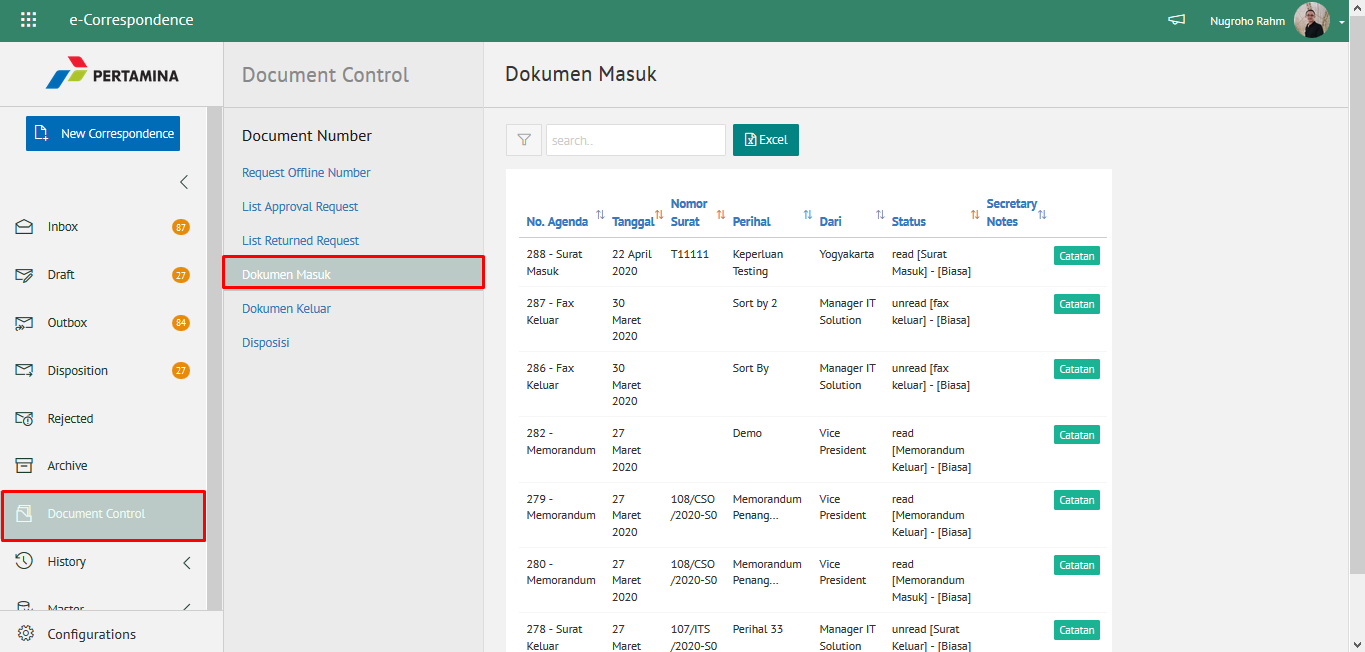 e-Correspondence
Nugroho Rahm
PERTAMINA
New Correspondence
Inbox 87
Draft 27
Outbox 84
Disposition 27
Rejected
Archive
Document Control
History
Master
Configurations
Document Control
Document Number
Request Offline Number
List Approval Request
List Returned Request
Dokumen Masuk
Dokumen Keluar
Disposisi
Dokumen Masuk
search..
Excel
No. Agenda Tanggal Nomor Surat Perihal Dari Status Secretary Notes
288 - Surat 22 April T11111 Keperluan Yogyakarta read [Surat Catatan
Masuk 2020 Testing Masuk] - [Biasa]
287 - Fax 30 Sort by 2 Manager IT unread [fax Catatan
Keluar Maret Solution keluar] - [Biasa]
2020
286 - Fax 30 Sort By Manager IT unread [fax Catatan
Keluar Maret Solution keluar] - [Biasa]
2020
282 - 27 Demo Vice read Catatan
Memorandum Maret President [Memorandum
2020 Keluar] - [Biasa]
279 - 27 108/CSO Memorandum Vice read Catatan
Memorandum Maret /2020-S0 Penang... President [Memorandum
2020 Keluar] - [Biasa]
280 - 27 108/CSO Memorandum Vice read Catatan
Memorandum Maret /2020-S0 Penang... President [Memorandum
2020 Masuk] - [Biasa]
278 - Surat 27 107/ITS Perihal 33 Manager IT unread [Surat Catatan
Keluar Maret /2020-S0 Solution Keluar] - [Biasa]